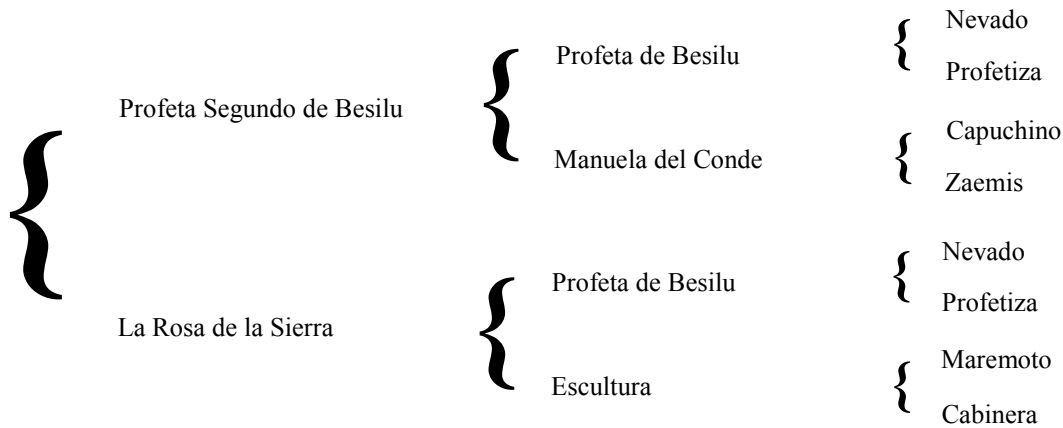 Nevado
Profeta de Besilu
Profetiza
Profeta Segundo de Besilu
Capuchino
Manuela del Conde
Zaemis
Nevado
Profeta de Besilu
Profetiza
La Rosa de la Sierra
Maremoto
Escultura
Cabinera